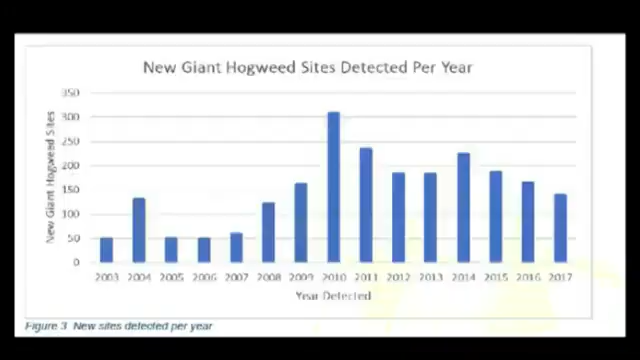 New Giant Hogweed Sites Detected Per Year
New Giant Hogweed Sites
350
300
250
200
150
100
50
0
2003 2004 2005 2006 2007 2008 2009 2010 2011 2012 2013 2014 2015 2016 2017
Year Detected
Figure 3 New sites detected per year